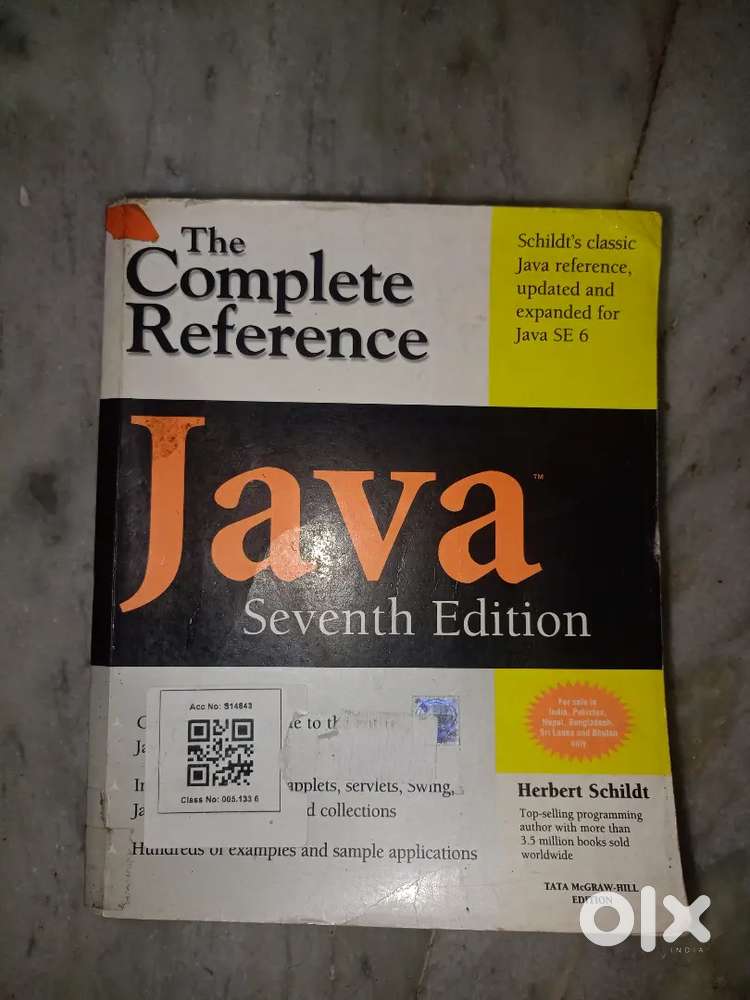 The
Complete
Reference
Schildt's classic
Java reference,
updated and
expanded for
Java SE 6
Java™
Seventh Edition
Acc No: S14843
Class No: 005.133 6
to the
applets, servlets, Swing,
d collections
Hundreds of examples and sample applications
For sale in
India, Pakistan,
Nepal, Bangladesh,
Sri Lanka and Bhutan
only
Herbert Schildt
Top-selling programming
author with more than
3.5 million books sold
worldwide
TATA McGRAW-HILL
EDITION
olx
INDIA